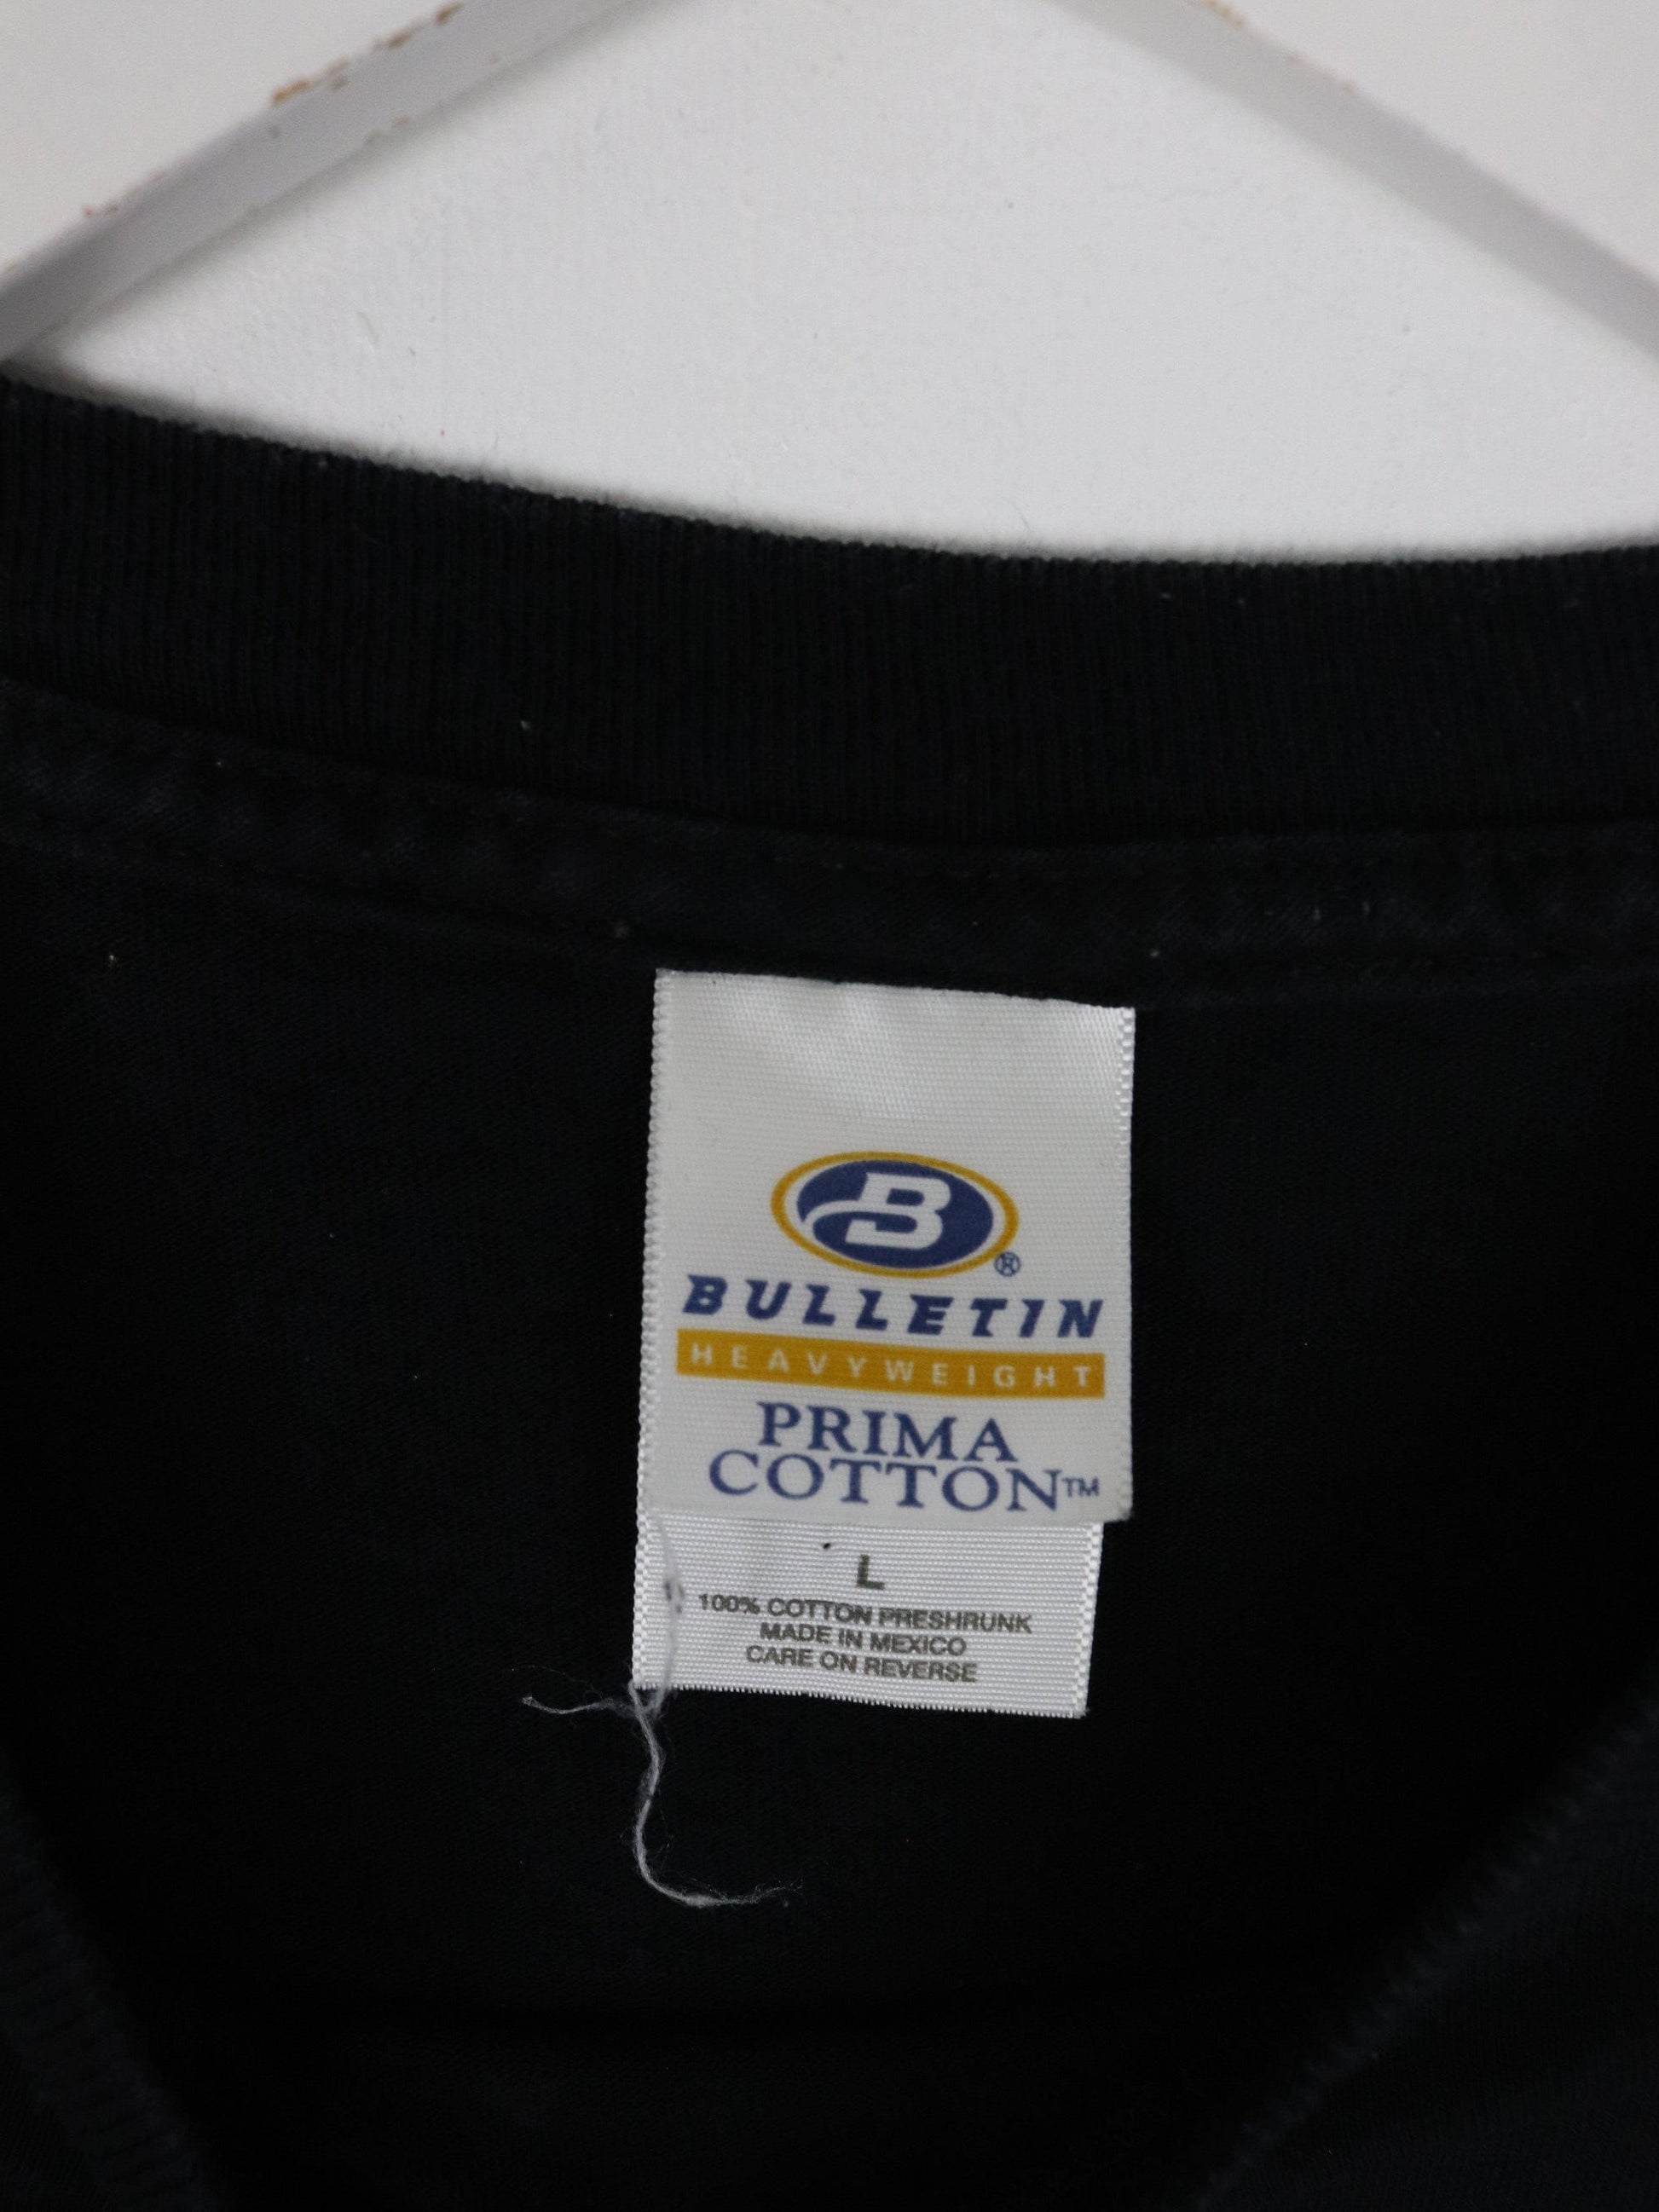 B®
BULLETIN
HEAVYWEIGHT
PRIMA
COTTON™
L
100% COTTON PRESHRUNK
MADE IN MEXICO
CARE ON REVERSE